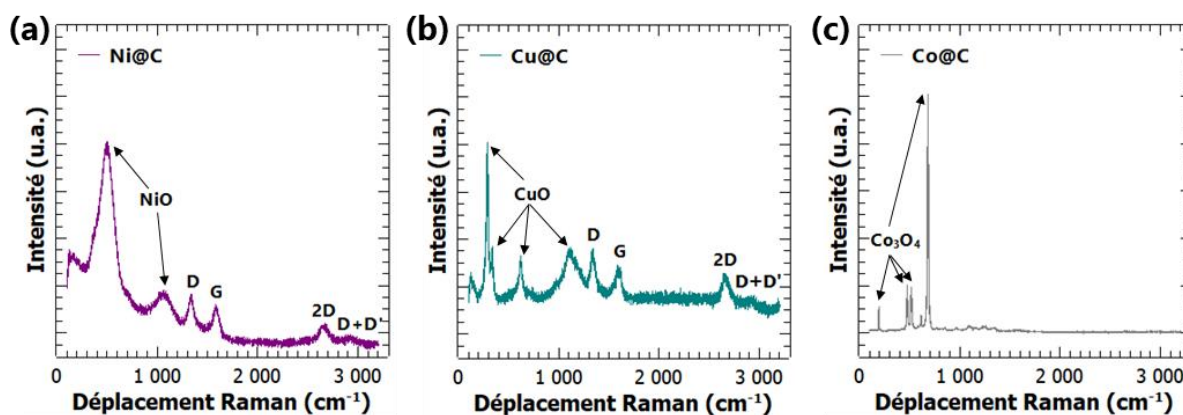 (a)
Ni@C
NiO
D
G
2D
D+D'
Intensité (u.a.)
0
1 000
2 000
3 000
Déplacement Raman (cm⁻¹)
(b)
Cu@C
CuO
D
G
2D
D+D'
Intensité (u.a.)
0
1 000
2 000
3 000
Déplacement Raman (cm⁻¹)
(c)
Co@C
Co₃O₄
Intensité (u.a.)
0
1 000
2 000
3 000
Déplacement Raman (cm⁻¹)